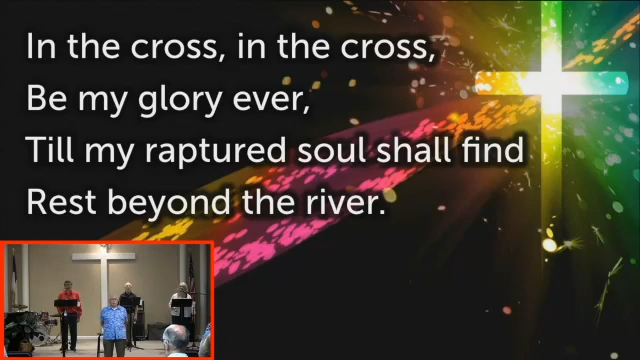 In the cross, in the cross,
Be my glory ever,
Till my raptured soul shall find
Rest beyond the river.